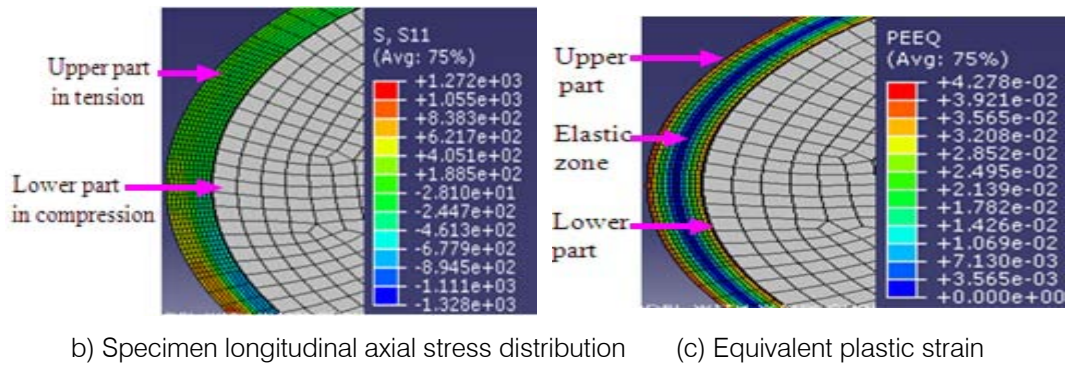 Upper part
in tension
Lower part
in compression
S, S11
(Avg: 75%)
+1.272e+03
+1.055e+03
+8.383e+02
+6.217e+02
+4.051e+02
+1.885e+02
-2.810e+01
-2.447e+02
-4.613e+02
-6.779e+02
-8.945e+02
-1.111e+03
-1.328e+03
Upper
part
Elastic
zone
Lower
part
PEEQ
(Avg: 75%)
+4.278e-02
+3.921e-02
+3.565e-02
+3.208e-02
+2.852e-02
+2.495e-02
+2.139e-02
+1.782e-02
+1.426e-02
+1.069e-02
+7.130e-03
+3.565e-03
+0.000e+00
b) Specimen longitudinal axial stress distribution
(c) Equivalent plastic strain